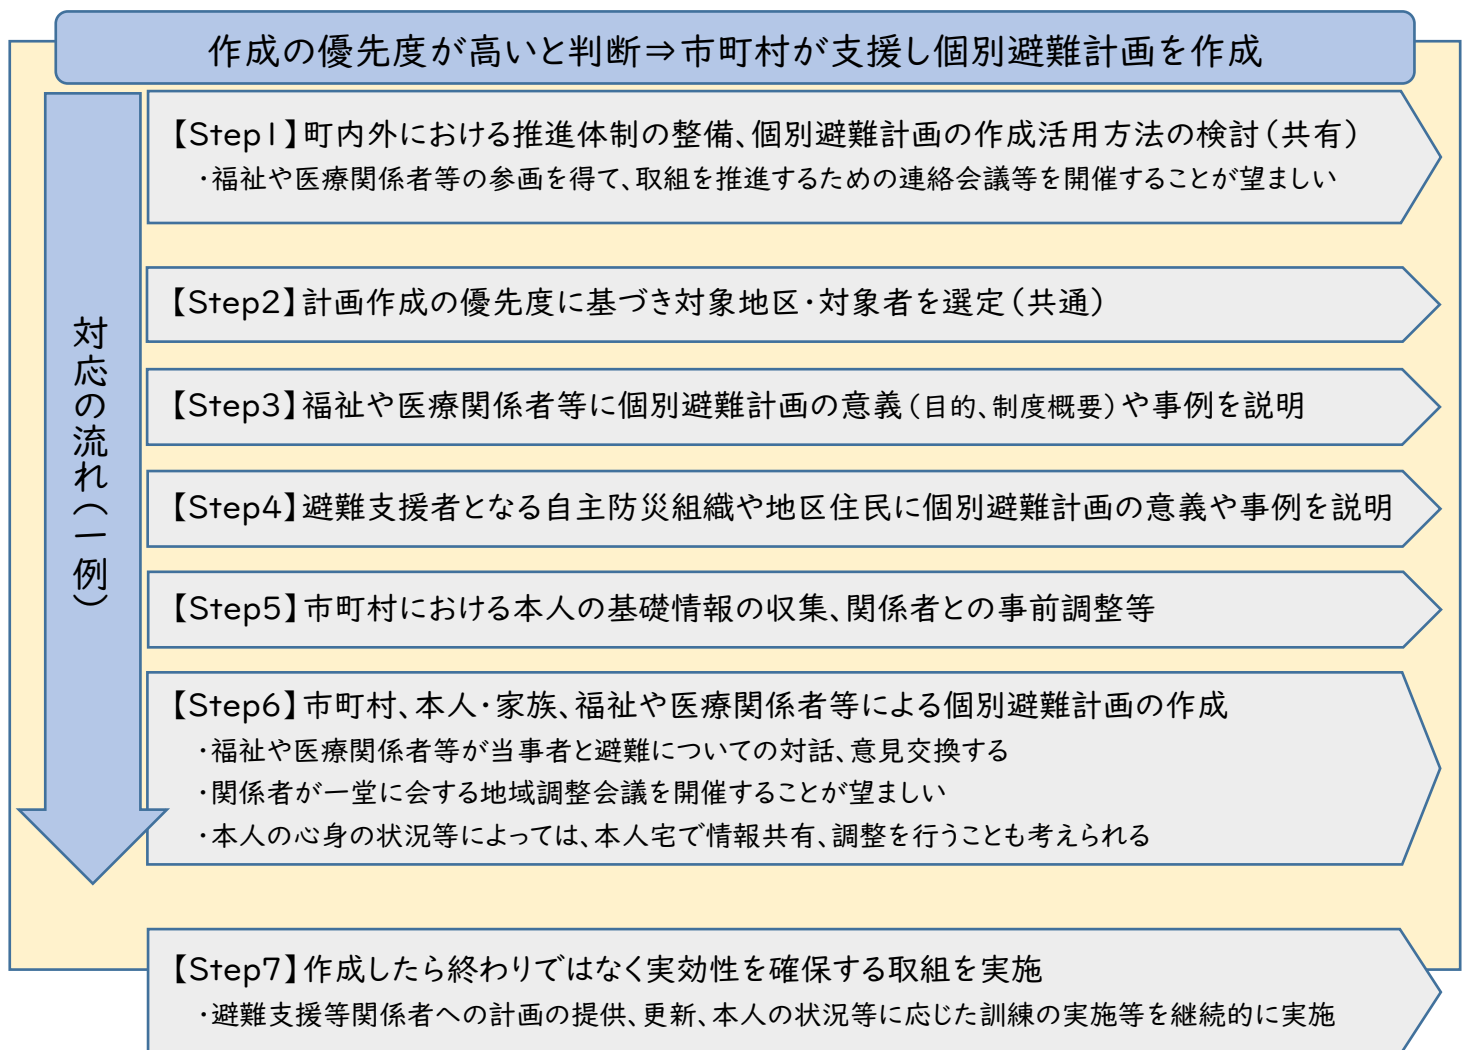 作成の優先度が高いと判断⇒市町村が支援し個別避難計画を作成
対応の流れ（一例）
【Step1】町内外における推進体制の整備、個別避難計画の作成活用方法の検討（共有）
・福祉や医療関係者等の参画を得て、取組を推進するための連絡会議等を開催することが望ましい
【Step2】計画作成の優先度に基づき対象地区・対象者を選定（共通）
【Step3】福祉や医療関係者等に個別避難計画の意義（目的、制度概要）や事例を説明
【Step4】避難支援者となる自主防災組織や地区住民に個別避難計画の意義や事例を説明
【Step5】市町村における本人の基礎情報の収集、関係者との事前調整等
【Step6】市町村、本人・家族、福祉や医療関係者等による個別避難計画の作成
・福祉や医療関係者等が当事者と避難についての対話、意見交換する
・関係者が一堂に会する地域調整会議を開催することが望ましい
・本人の心身の状況等によっては、本人宅で情報共有、調整を行うことも考えられる
【Step7】作成したら終わりではなく実効性を確保する取組を実施
・避難支援等関係者への計画の提供、更新、本人の状況等に応じた訓練の実施等を継続的に実施